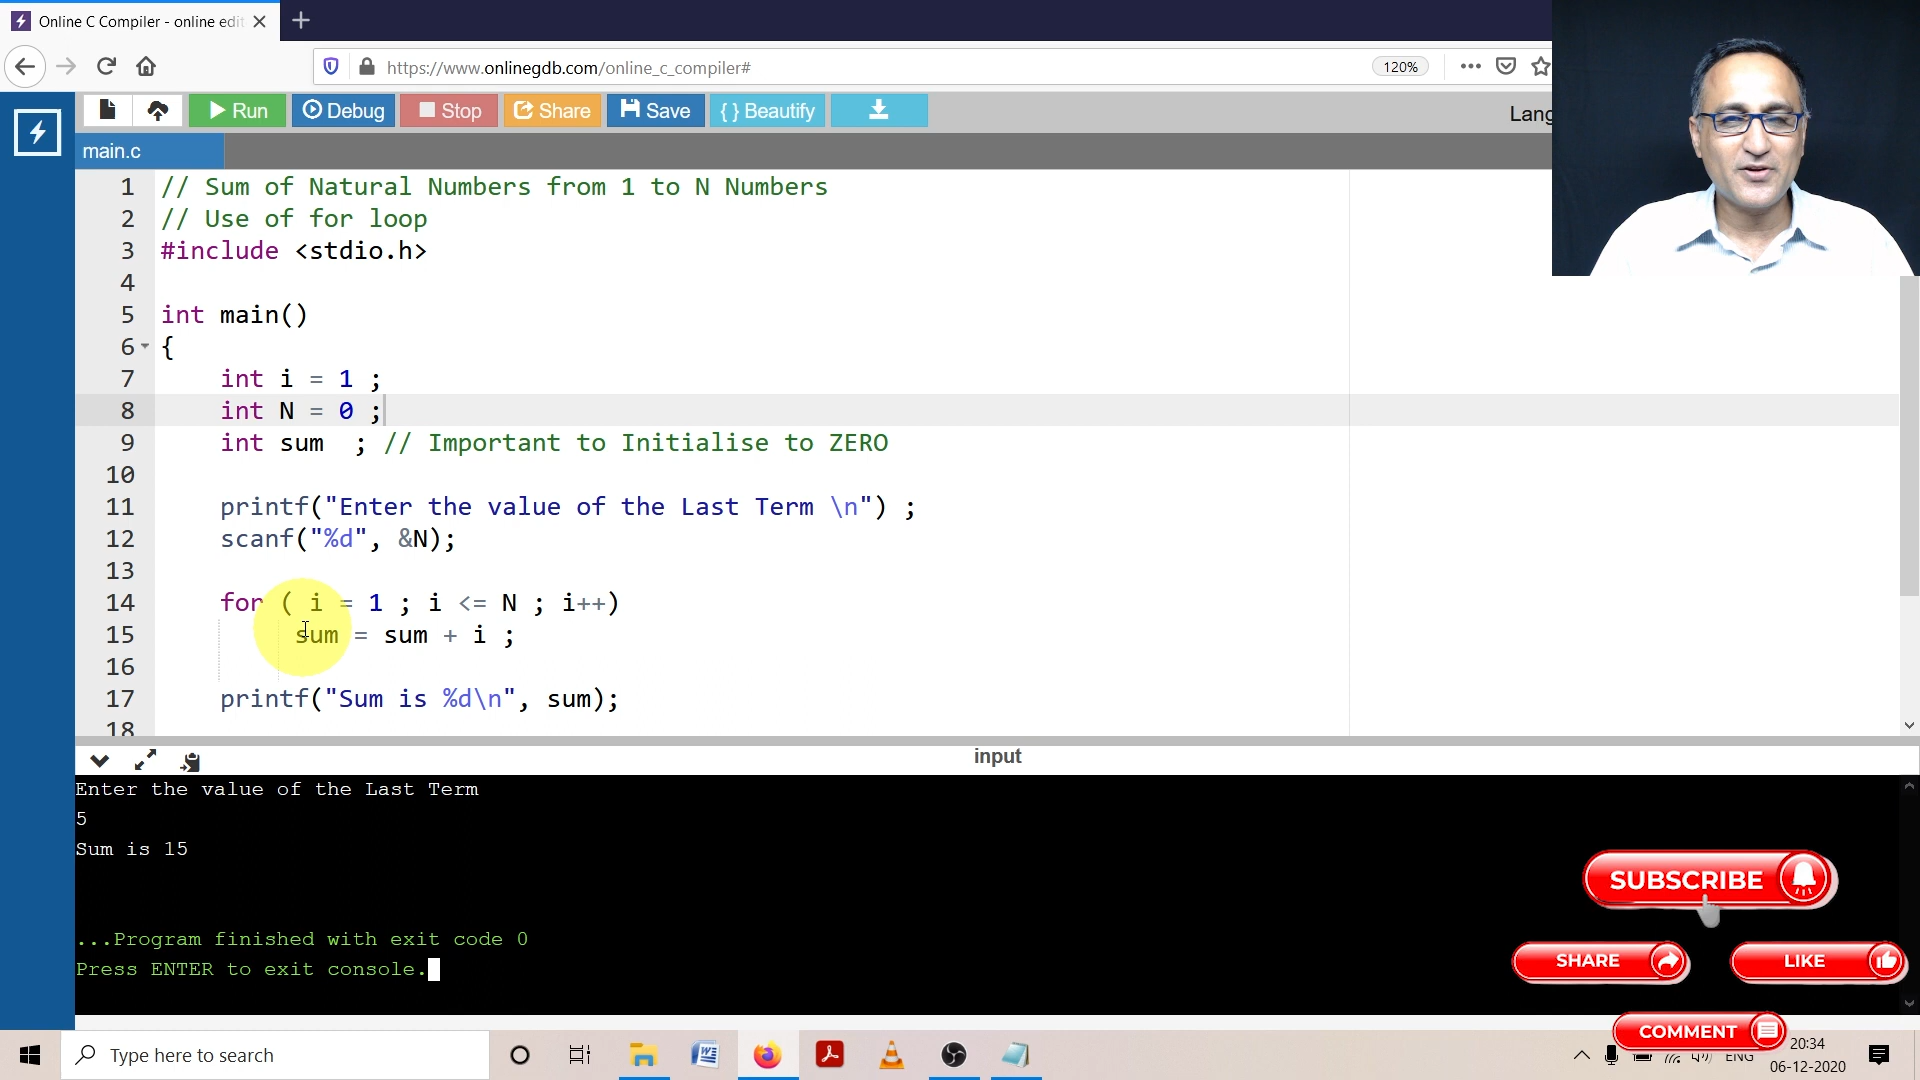 Online C Compiler - online edit
https://www.onlinegdb.com/online_c_compiler#
120%
Run
Debug
Stop
Share
Save
{ } Beautify
Lang
main.c
1 // Sum of Natural Numbers from 1 to N Numbers
2 // Use of for loop
3 #include <stdio.h>
4
5 int main()
6 {
7 int i = 1 ;
8 int N = 0 ;
9 int sum ; // Important to Initialise to ZERO
10
11 printf("Enter the value of the Last Term \n") ;
12 scanf("%d", &N);
13
14 for ( i = 1 ; i <= N ; i++)
15 sum = sum + i ;
16
17 printf("Sum is %d\n", sum);
18
input
Enter the value of the Last Term
5
Sum is 15
...Program finished with exit code 0
Press ENTER to exit console.
SUBSCRIBE
SHARE
LIKE
COMMENT
Type here to search
ENG
20:34
06-12-2020